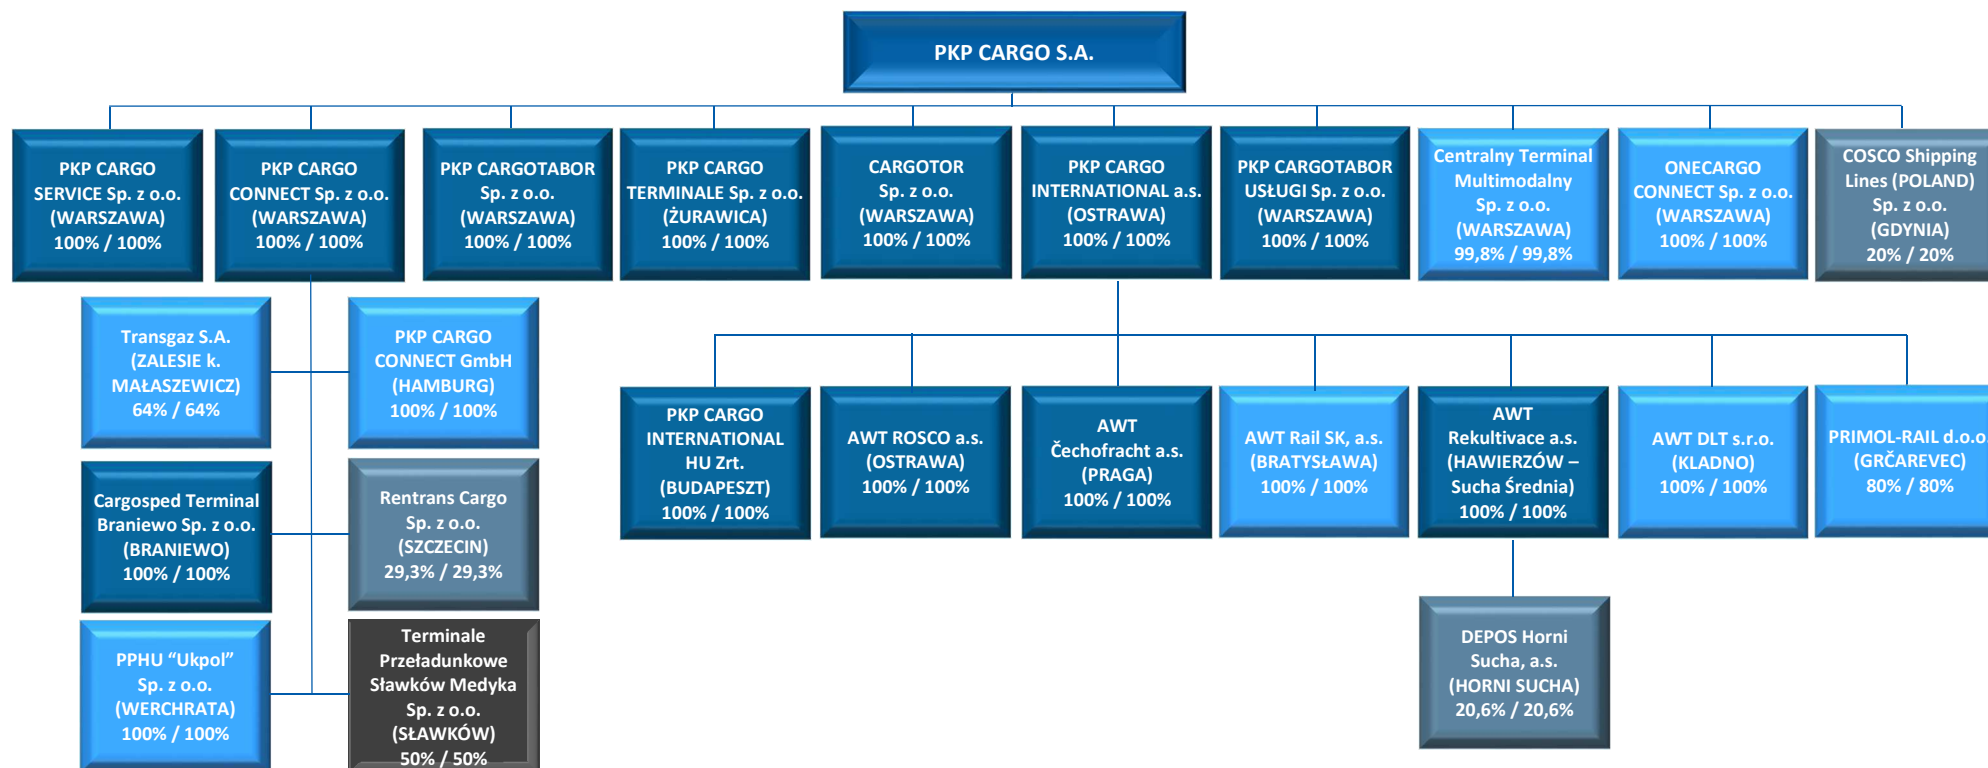 PKP CARGO S.A.
PKP CARGO
SERVICE Sp. z o.o.
(WARSZAWA)
100% / 100%
PKP CARGO
CONNECT Sp. z o.o.
(WARSZAWA)
100% / 100%
PKP CARGOTABOR
Sp. z o.o.
(WARSZAWA)
100% / 100%
PKP CARGO
TERMINALE Sp. z o.o.
(ŻURAWICA)
100% / 100%
CARGOTOR
Sp. z o.o.
(WARSZAWA)
100% / 100%
PKP CARGO
INTERNATIONAL a.s.
(OSTRAWA)
100% / 100%
PKP CARGOTABOR
USŁUGI Sp. z o.o.
(WARSZAWA)
100% / 100%
Centralny Terminal
Multimodalny
Sp. z o.o.
(WARSZAWA)
99,8% / 99,8%
ONECARGO
CONNECT Sp. z o.o.
(WARSZAWA)
100% / 100%
COSCO Shipping
Lines (POLAND)
Sp. z o.o.
(GDYNIA)
20% / 20%
Transgaz S.A.
(ZALESIE k.
MAŁASZEWICZ)
64% / 64%
PKP CARGO
CONNECT GmbH
(HAMBURG)
100% / 100%
Cargosped Terminal
Braniewo Sp. z o.o.
(BRANIEWO)
100% / 100%
Rentrans Cargo
Sp. z o.o.
(SZCZECIN)
29,3% / 29,3%
PPHU “Ukpol”
Sp. z o.o.
(WERCHRATA)
100% / 100%
Terminale
Przeładunkowe
Sławków Medyka
Sp. z o.o.
(SŁAWKÓW)
50% / 50%
PKP CARGO
INTERNATIONAL
HU Zrt.
(BUDAPESZT)
100% / 100%
AWT ROSCO a.s.
(OSTRAWA)
100% / 100%
AWT
Čechofracht a.s.
(PRAGA)
100% / 100%
AWT Rail SK, a.s.
(BRATYSŁAWA)
100% / 100%
AWT
Rekultivace a.s.
(HAWIERZÓW –
Sucha Średnia)
100% / 100%
AWT DLT s.r.o.
(KLADNO)
100% / 100%
PRIMOL-RAIL d.o.o.
(GRČAREVEC)
80% / 80%
DEPOS Horni
Sucha, a.s.
(HORNI SUCHA)
20,6% / 20,6%